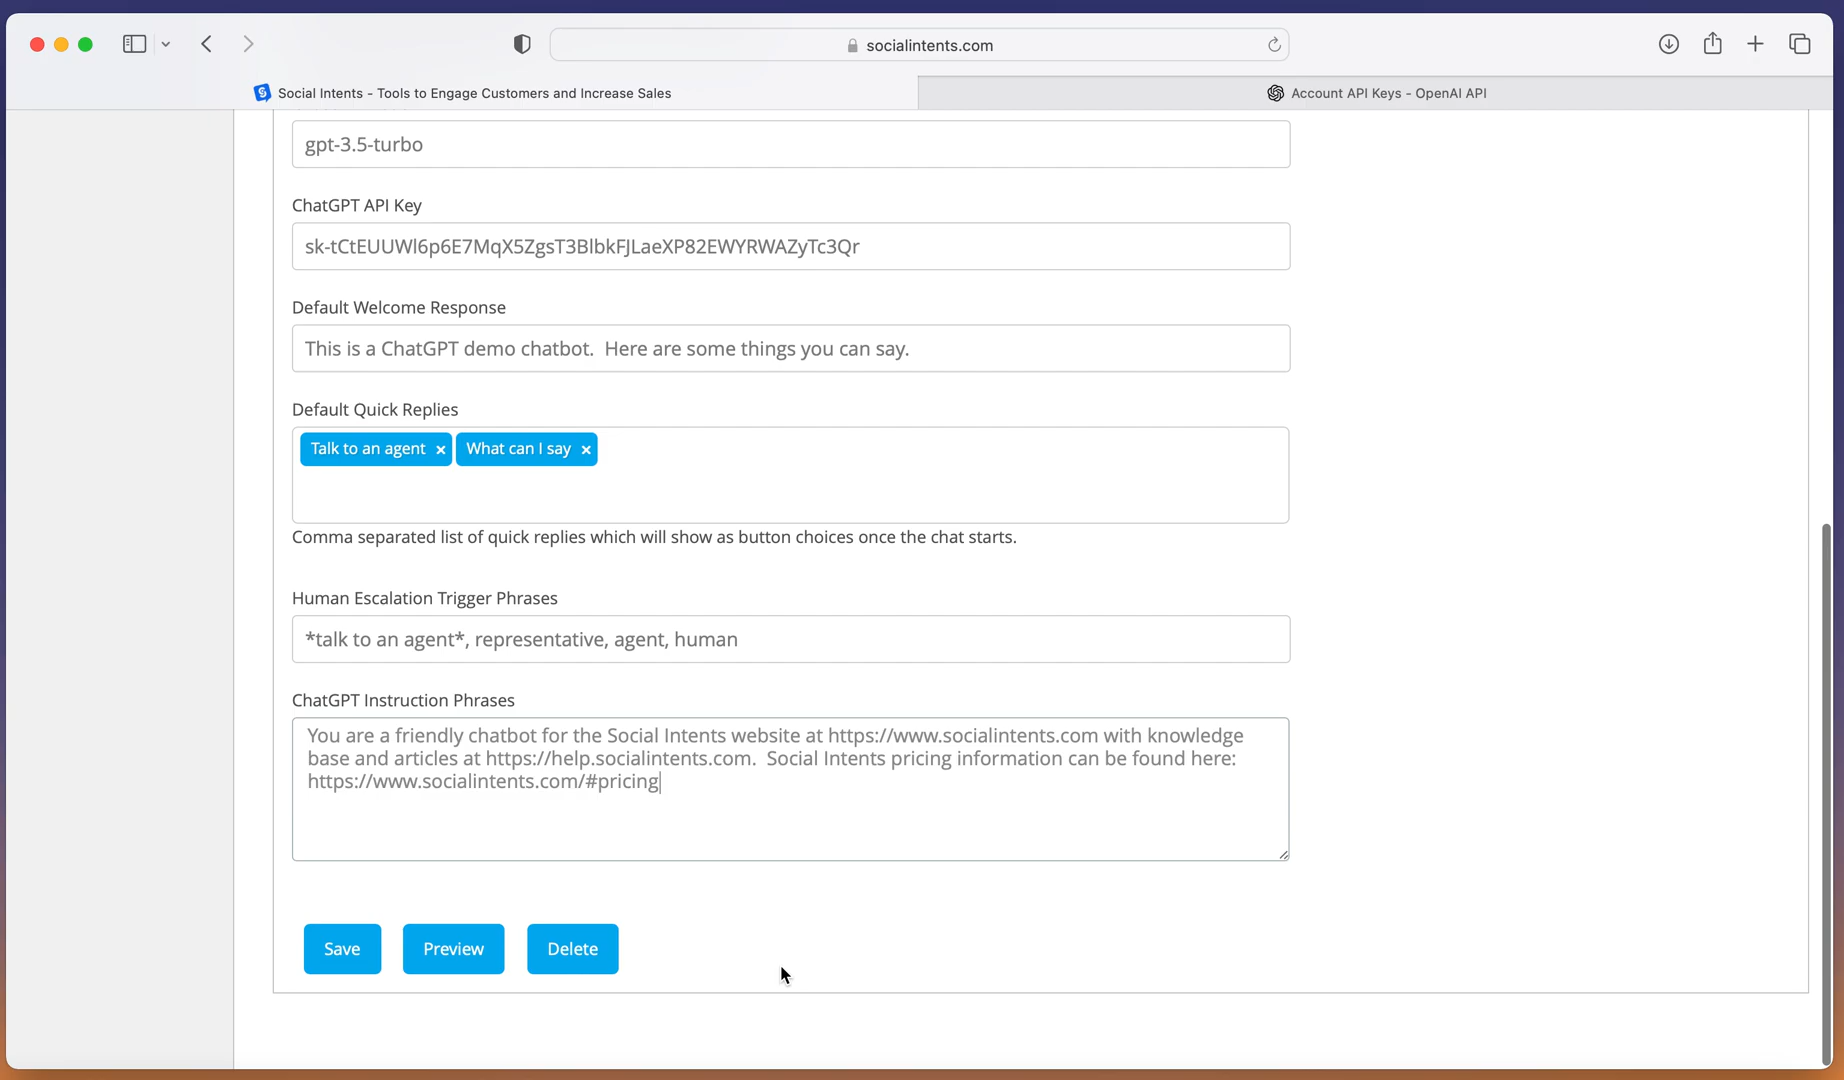 socialintents.com
Social Intents - Tools to Engage Customers and Increase Sales
Account API Keys - OpenAI API
gpt-3.5-turbo
ChatGPT API Key
Default Welcome Response
This is a ChatGPT demo chatbot.  Here are some things you can say.
Default Quick Replies
Talk to an agent × What can I say ×
Comma separated list of quick replies which will show as button choices once the chat starts.
Human Escalation Trigger Phrases
*talk to an agent*, representative, agent, human
ChatGPT Instruction Phrases
You are a friendly chatbot for the Social Intents website at https://www.socialintents.com with knowledge
base and articles at https://help.socialintents.com.  Social Intents pricing information can be found here:
https://www.socialintents.com/#pricing
Save Preview Delete